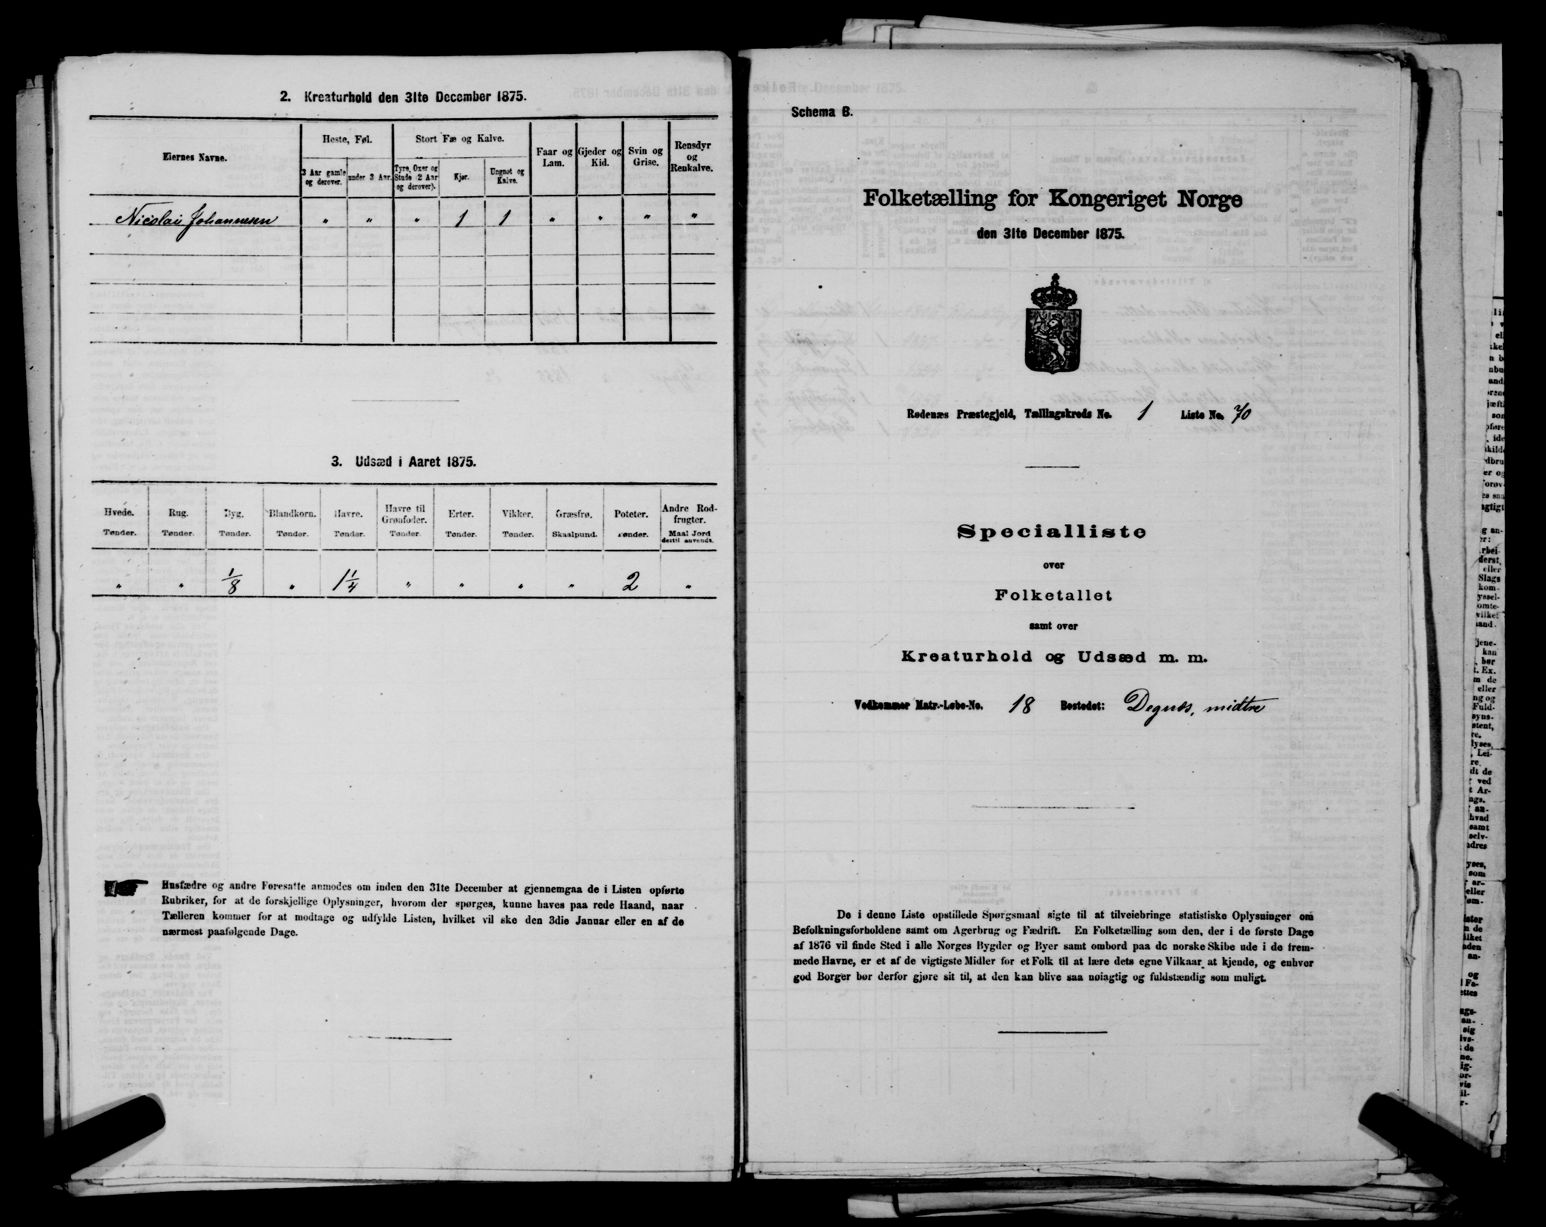 2. Kreaturhold den 31te December 1875.
Eiernes Navne.
Heste, Føl.
Stort Fæ og Kalve.
Faar og Lam.
Gjeder og Kid.
Svin og Grise.
Rensdyr og Renkalve.
3 Aar gamle og derover.
under 3 Aar.
Tyre, Oxer og Stude (2 Aar og derover).
Kjør.
Ungnøt og Kalve.
Nicolai Johannesen " " " 1 1 " " " "
3. Udsæd i Aaret 1875.
Hvede. Rug. Byg. Blandkorn. Havre. Havre til Grønfoder. Erter. Vikker. Græsfrø. Poteter. Andre Rodfrugter.
Tønder. Tønder. Tønder. Tønder. Tønder. Tønder. Tønder. Tønder. Skaalpund. Tønder. Maal Jord dertil anvendt.
" " 1/8 " 1 1/4 " " " " 2 "
Husfædre og andre Foresatte anmodes om inden den 31te December at gjennemgaa de i Listen opførte
Rubriker, for at de forskjellige Oplysninger, hvorom der spørges, kunne haves paa rede Haand, naar
Tælleren kommer for at modtage og udfylde Listen, hvilket vil ske den 3die Januar eller en af de
nærmest paafølgende Dage.
Schema B.
Folketælling for Kongeriget Norge
den 31te December 1875.
Rødenæs Præstegjeld, Tællingskreds No. 1 Liste No. 70
Specialliste
over
Folketallet
samt over
Kreaturhold og Udsæd m. m.
Vedkommer Matr.-Løbe-No. 18 Bostedet: Degnæs, midtre
De i denne Liste opstillede Spørgsmaal sigte til at tilveiebringe statistiske Oplysninger om
Befolkningsforholdene samt om Agerbrug og Fædrift. En Folketælling som den, der i de første Dage
af 1876 vil finde Sted i alle Norges Bygder og Byer samt ombord paa de norske Skibe ude i de frem-
mede Havne, er et af de vigtigste Midler for et Folk til at lære dets egne Vilkaar at kjende, og enhver
god Borger bør derfor gjøre sit til, at den kan blive saa nøiagtig og fuldstændig som muligt.